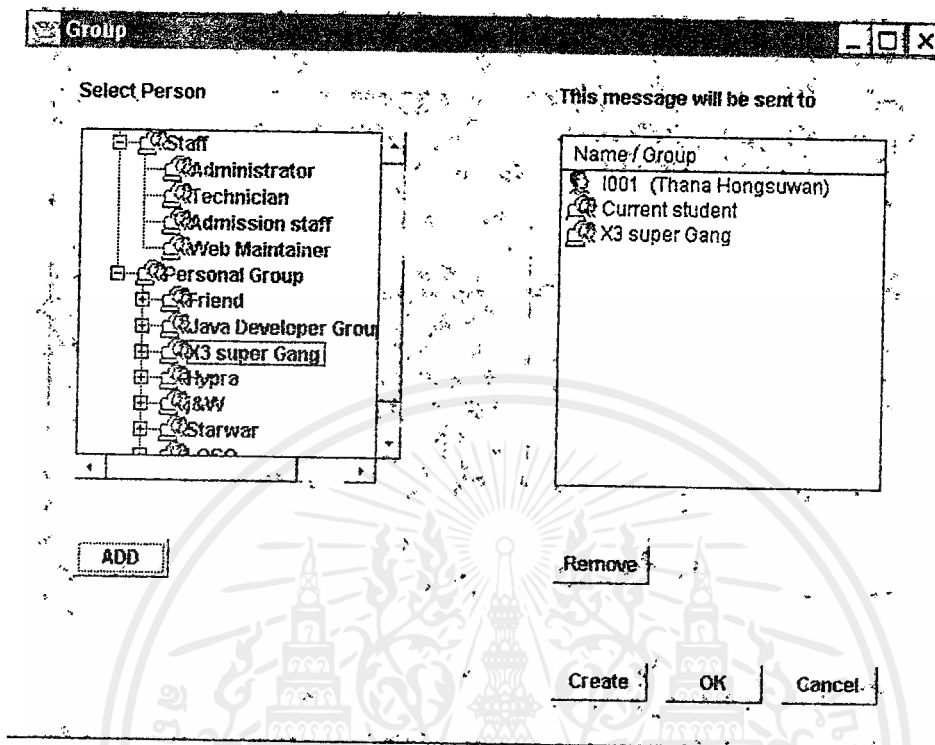 Group
Select Person
Staff
Administrator
Technician
Admission staff
Web Maintainer
Personal Group
Friend
Java Developer Grou
X3 super Gang
Hypra
j&W
Starwar
LOSO
ADD
This message will be sent to
Name / Group
I001 (Thana Hongsuwan)
Current student
X3 super Gang
Remove
Create
OK
Cancel